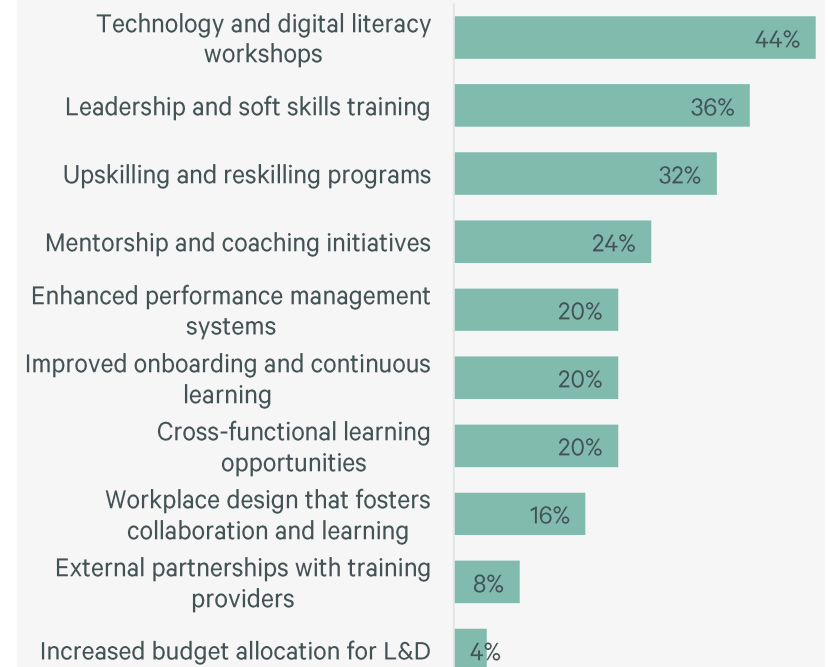 Technology and digital literacy
workshops
44%
Leadership and soft skills training
36%
Upskilling and reskilling programs
32%
Mentorship and coaching initiatives
24%
Enhanced performance management
systems
20%
Improved onboarding and continuous
learning
20%
Cross-functional learning
opportunities
20%
Workplace design that fosters
collaboration and learning
16%
External partnerships with training
providers
8%
Increased budget allocation for L&D
4%